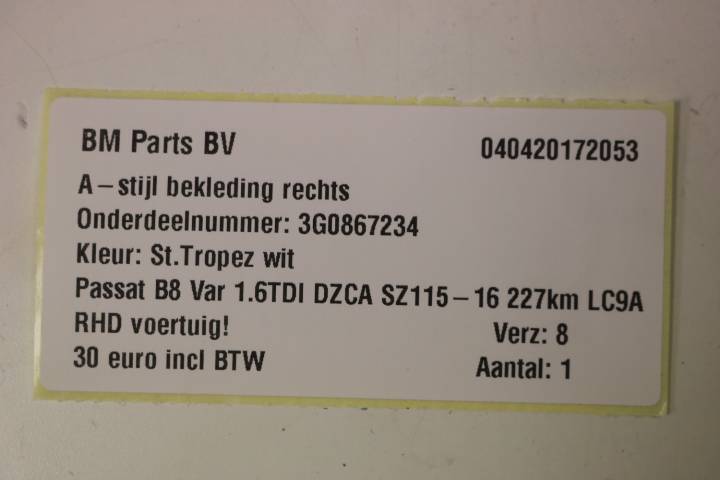 BM Parts BV 040420172053
A-stijl bekleding rechts
Onderdeelnummer: 3G0867234
Kleur: St.Tropez wit
Passat B8 Var 1.6TDI DZCA SZ115-16 227km LC9A
RHD voertuig! Verz: 8
30 euro incl BTW Aantal: 1